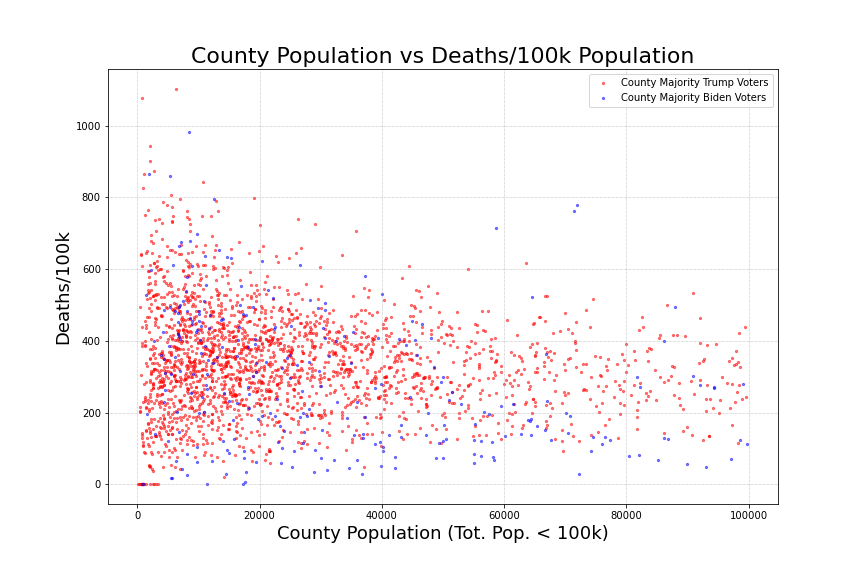 County Population vs Deaths/100k Population
County Majority Trump Voters
County Majority Biden Voters
Deaths/100k
1000
800
600
400
200
0
0 20000 40000 60000 80000 100000
County Population (Tot. Pop. < 100k)